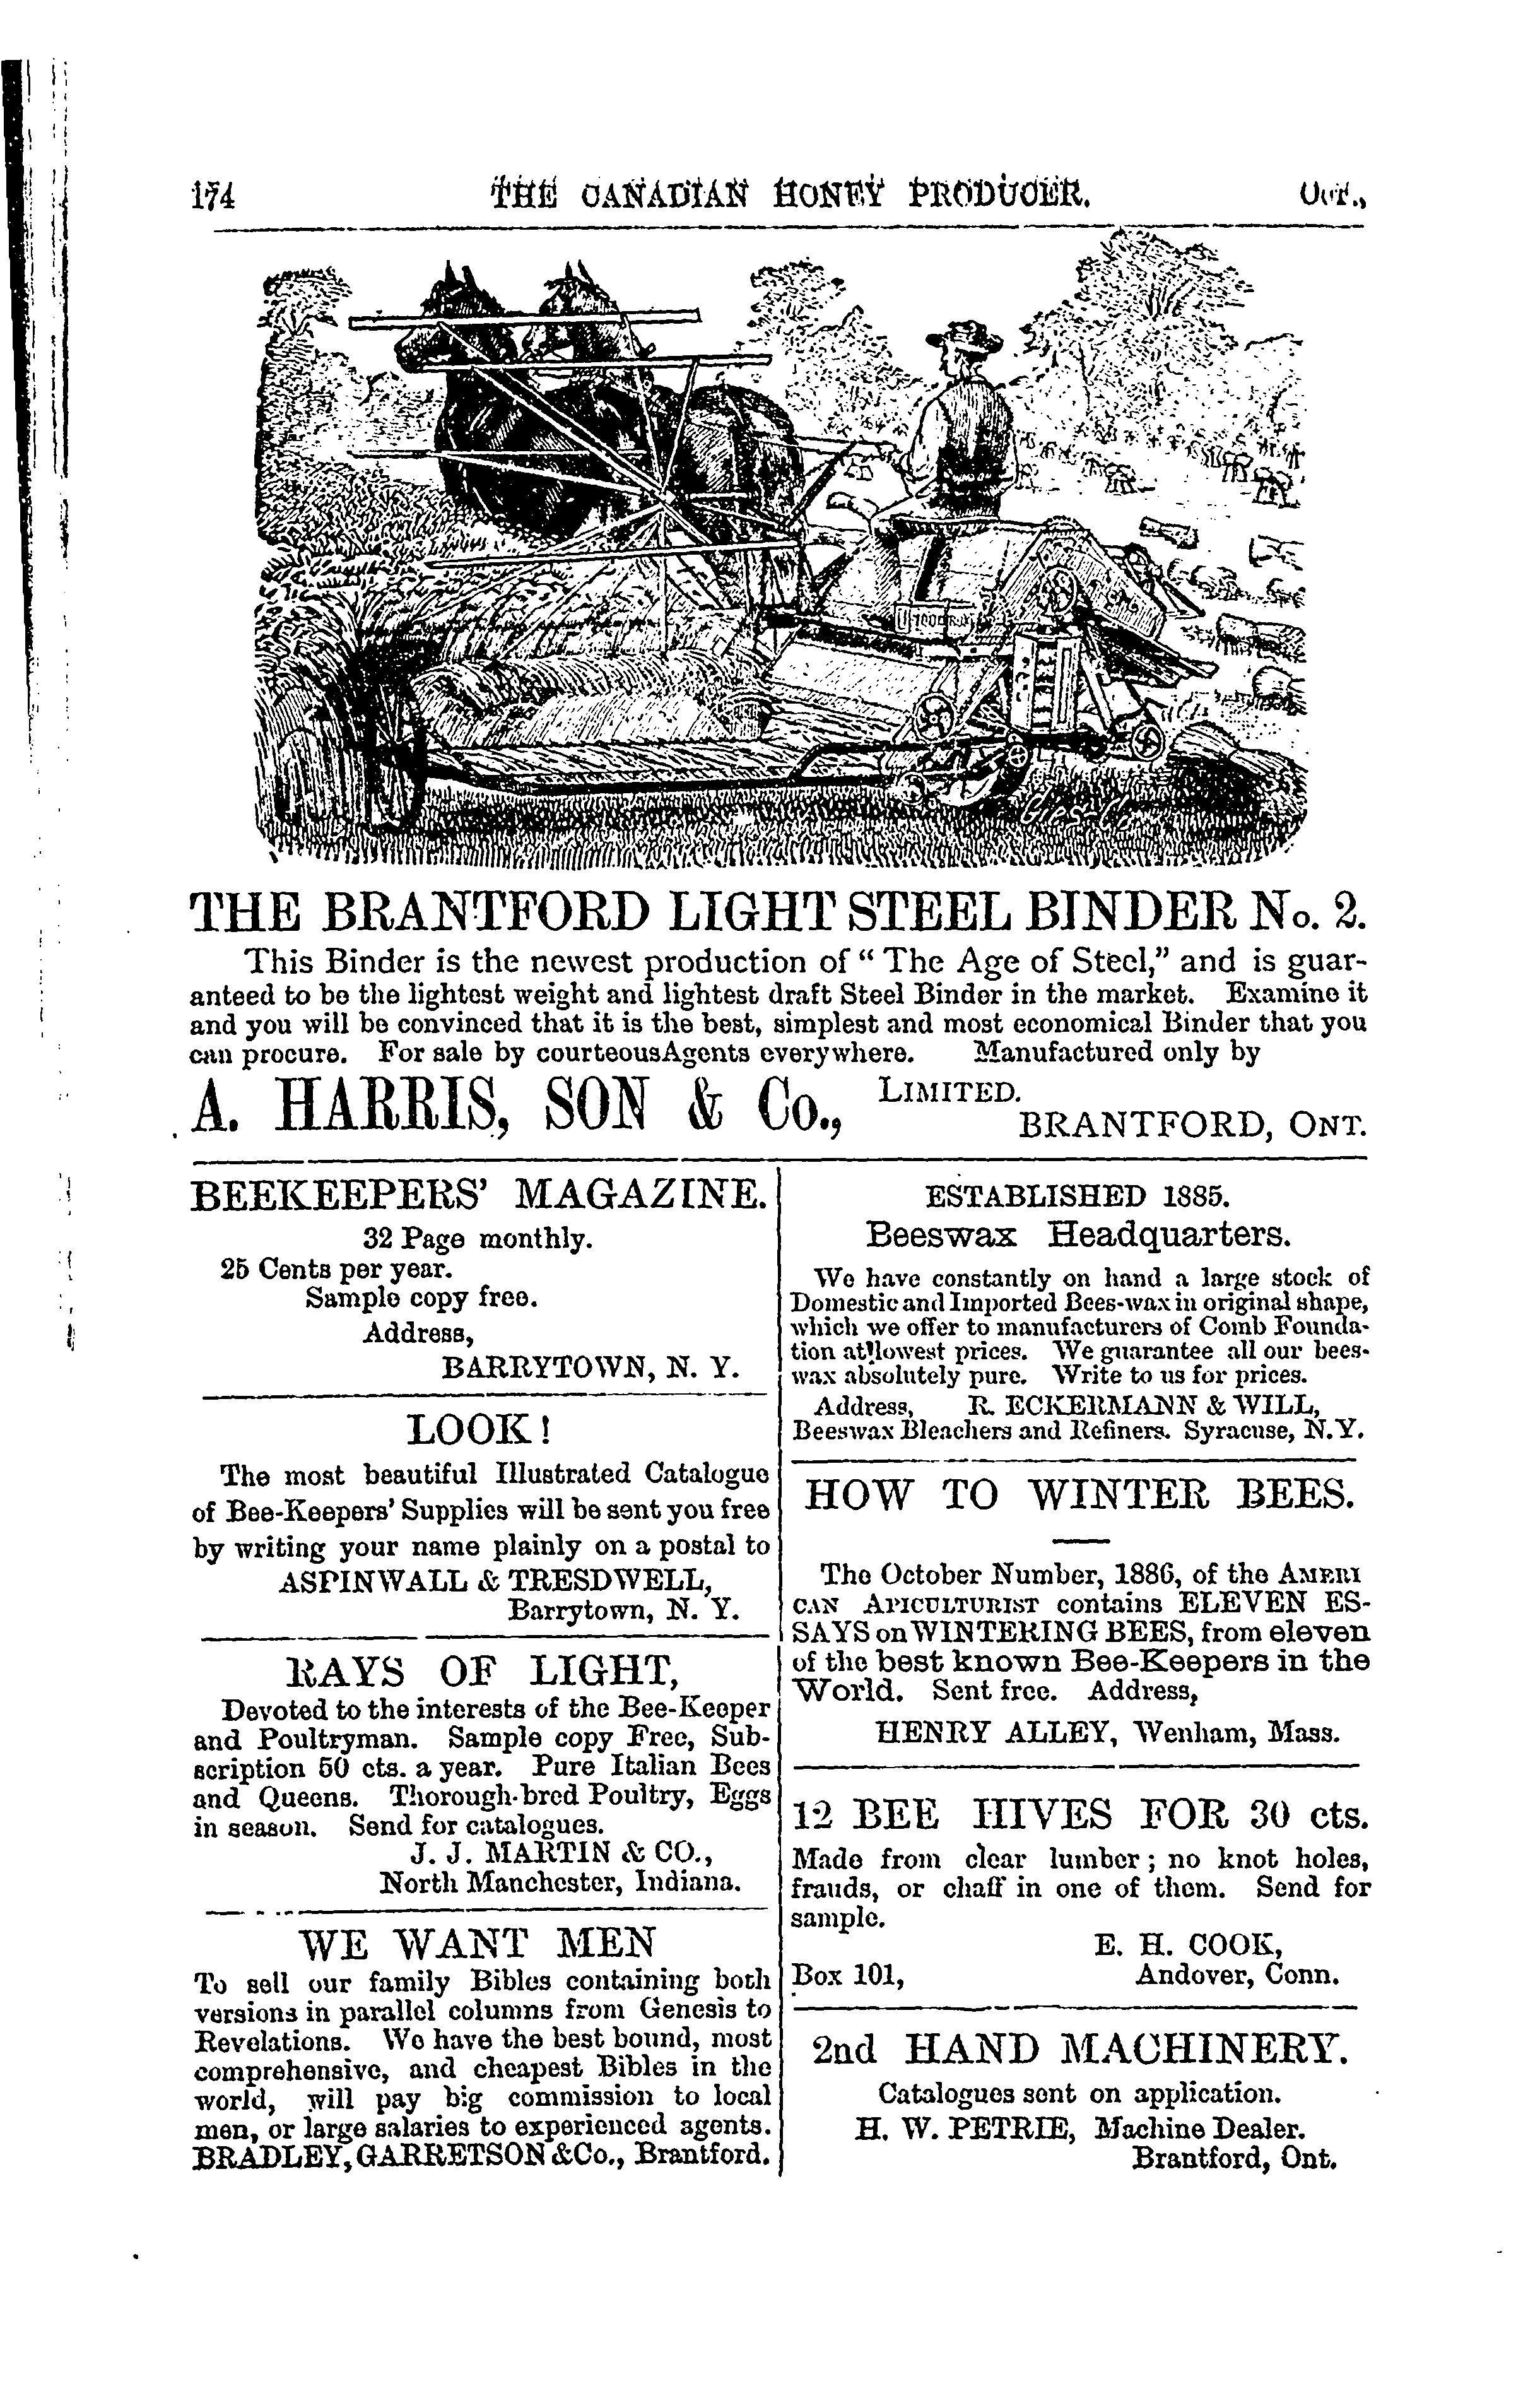 174 THE CANADIAN HONEY PRODUCER. OCT.,
THE BRANTFORD LIGHT STEEL BINDER No. 2.
This Binder is the newest production of “ The Age of Steel,” and is guar-
anteed to be the lightest weight and lightest draft Steel Binder in the market. Examine it
and you will be convinced that it is the best, simplest and most economical Binder that you
can procure. For sale by courteousAgents everywhere. Manufactured only by
A. HARRIS, SON & Co., LIMITED.
BRANTFORD, ONT.
BEEKEEPERS’ MAGAZINE.
32 Page monthly.
25 Cents per year.
Sample copy free.
Address,
BARRYTOWN, N. Y.
LOOK!
The most beautiful Illustrated Catalogue
of Bee-Keepers’ Supplies will be sent you free
by writing your name plainly on a postal to
ASPINWALL & TRESDWELL,
Barrytown, N. Y.
RAYS OF LIGHT,
Devoted to the interests of the Bee-Keeper
and Poultryman. Sample copy Free, Sub-
scription 50 cts. a year. Pure Italian Bees
and Queens. Thorough-bred Poultry, Eggs
in season. Send for catalogues.
J. J. MARTIN & CO.,
North Manchester, Indiana.
WE WANT MEN
To sell our family Bibles containing both
versions in parallel columns from Genesis to
Revelations. We have the best bound, most
comprehensive, and cheapest Bibles in the
world, will pay big commission to local
men, or large salaries to experienced agents.
BRADLEY, GARRETSON &Co., Brantford.
ESTABLISHED 1885.
Beeswax Headquarters.
We have constantly on hand a large stock of
Domestic and Imported Bees-wax in original shape,
which we offer to manufacturers of Comb Founda-
tion at lowest prices. We guarantee all our bees-
wax absolutely pure. Write to us for prices.
Address, R. ECKERMANN & WILL,
Beeswax Bleachers and Refiners. Syracuse, N.Y.
HOW TO WINTER BEES.
The October Number, 1886, of the AMERI
CAN APICULTURIST contains ELEVEN ES-
SAYS on WINTERING BEES, from eleven
of the best known Bee-Keepers in the
World. Sent free. Address,
HENRY ALLEY, Wenham, Mass.
12 BEE HIVES FOR 30 cts.
Made from clear lumber ; no knot holes,
frauds, or chaff in one of them. Send for
sample.
E. H. COOK,
Box 101, Andover, Conn.
2nd HAND MACHINERY.
Catalogues sent on application.
H. W. PETRIE, Machine Dealer.
Brantford, Ont.